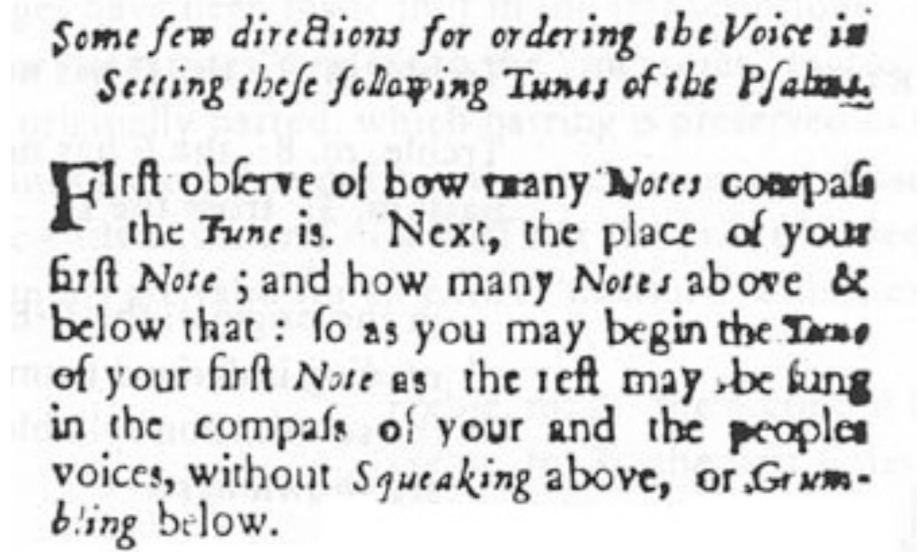 Some few directions for ordering the Voice in
Setting theſe following Tunes of the Pſalms.
FIrſt obſerve of how many Notes compaſs
the Tune is. Next, the place of your
firſt Note ; and how many Notes above &
below that : ſo as you may begin the Tune
of your firſt Note as the reſt may be ſung
in the compaſs of your and the peoples
voices, without Squeaking above, or Grum-
bling below.